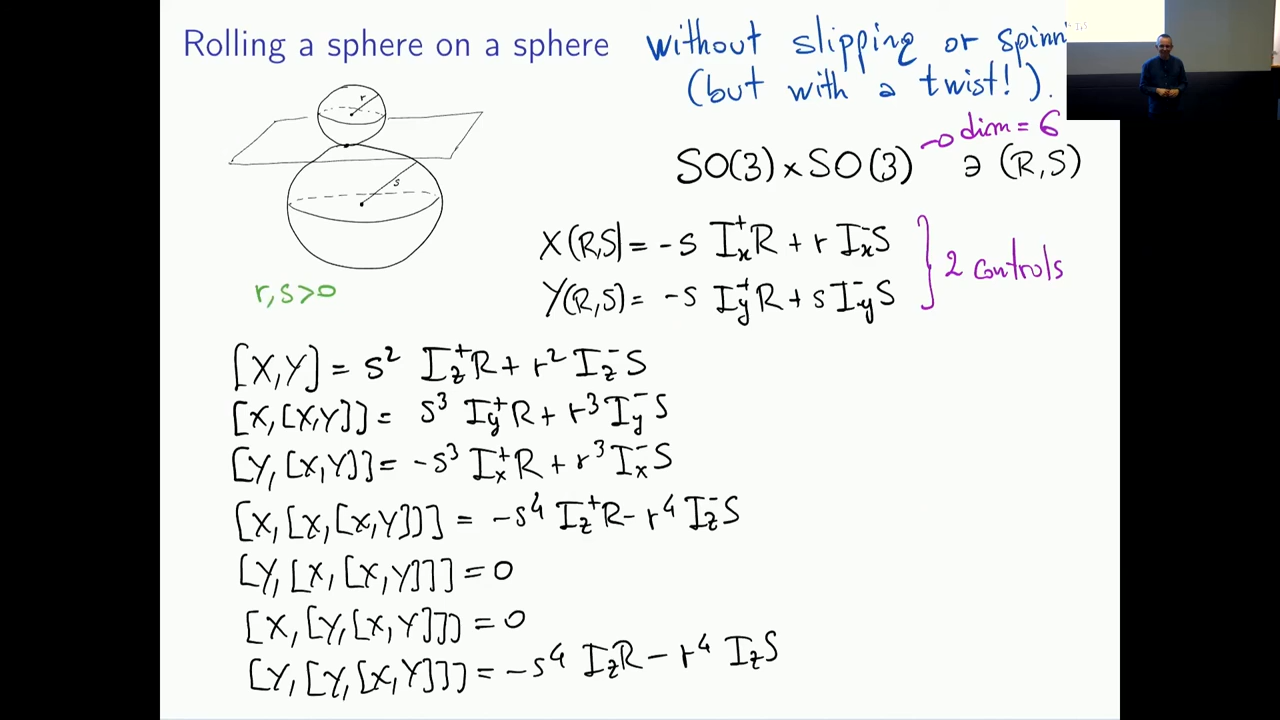 Rolling a sphere on a sphere without slipping or spinn
(but with a twist!).
r
s
r,s>0
dim = 6
SO(3) x SO(3) ∋ (R,S)
X(R,S) = -s I_x^+ R + r I_x^- S
Y(R,S) = -s I_y^+ R + s I_y^- S
2 controls
[X,Y] = s^2 I_z^+ R + r^2 I_z^- S
[X,[X,Y]] = s^3 I_y^+ R + r^3 I_y^- S
[Y,[X,Y]] = -s^3 I_x^+ R + r^3 I_x^- S
[X,[X,[X,Y]]] = -s^4 I_z^+ R - r^4 I_z^- S
[Y,[X,[X,Y]]] = 0
[X,[Y,[X,Y]]] = 0
[Y,[Y,[X,Y]]] = -s^4 I_z R - r^4 I_z S